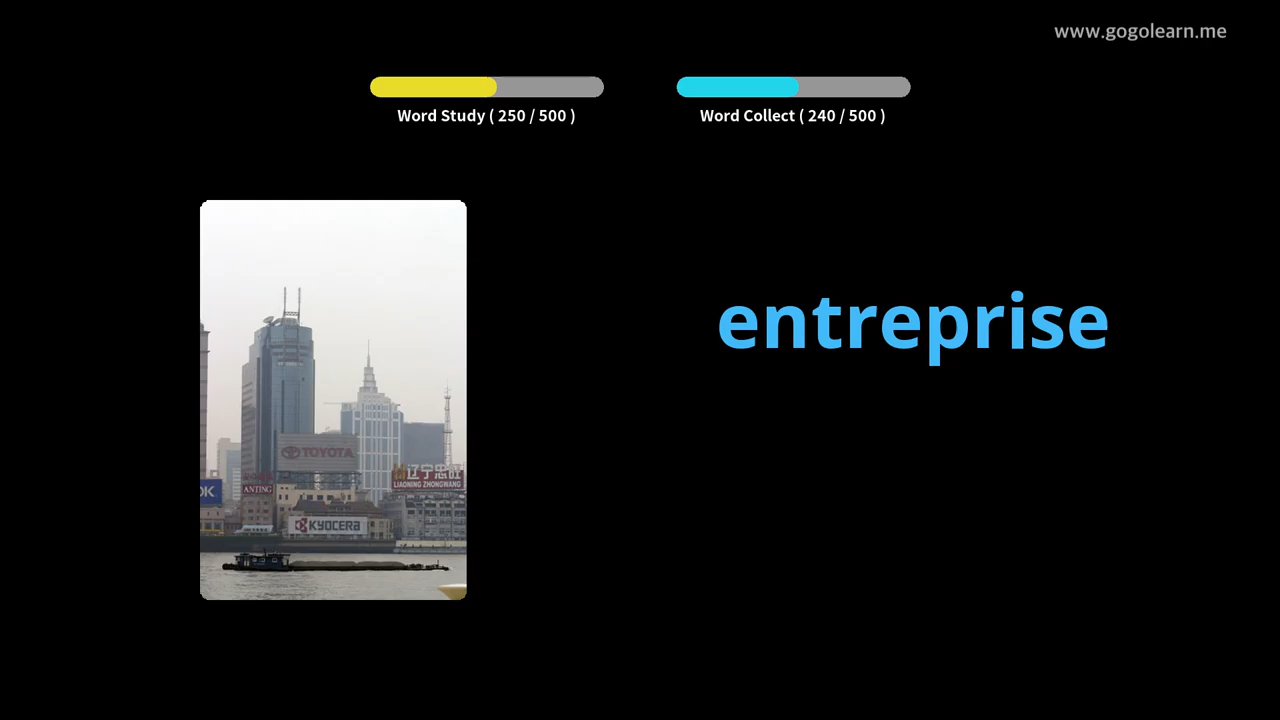 www.gogolearn.me
Word Study ( 250 / 500 )
Word Collect ( 240 / 500 )
entreprise
TOYOTA
辽宁忠旺
LIAONING ZHONGWANG
ANTING
KYOCERA